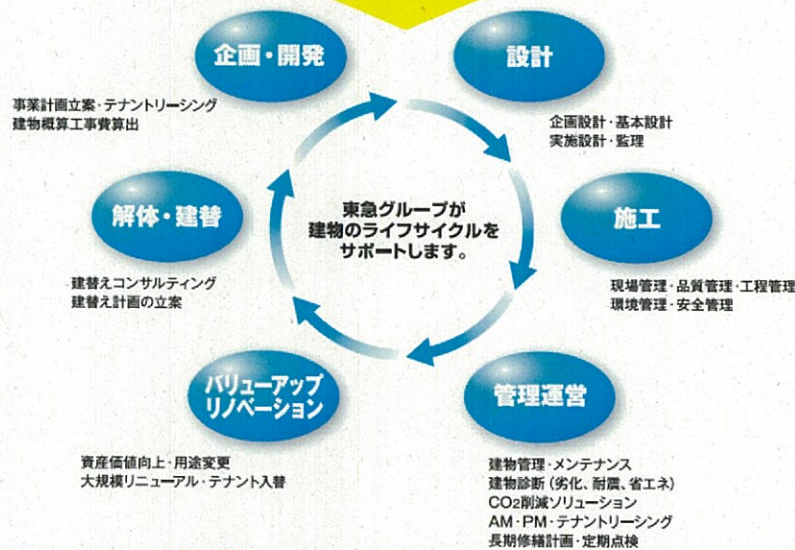 企画・開発
事業計画立案・テナントリーシング
建物概算工事費算出
設計
企画設計・基本設計
実施設計・監理
施工
現場管理・品質管理・工程管理
環境管理・安全管理
管理運営
建物管理・メンテナンス
建物診断（劣化、耐震、省エネ）
CO2削減ソリューション
AM・PM・テナントリーシング
長期修繕計画・定期点検
バリューアップ
リノベーション
資産価値向上・用途変更
大規模リニューアル・テナント入替
解体・建替
建替えコンサルティング
建替え計画の立案
東急グループが
建物のライフサイクルを
サポートします。